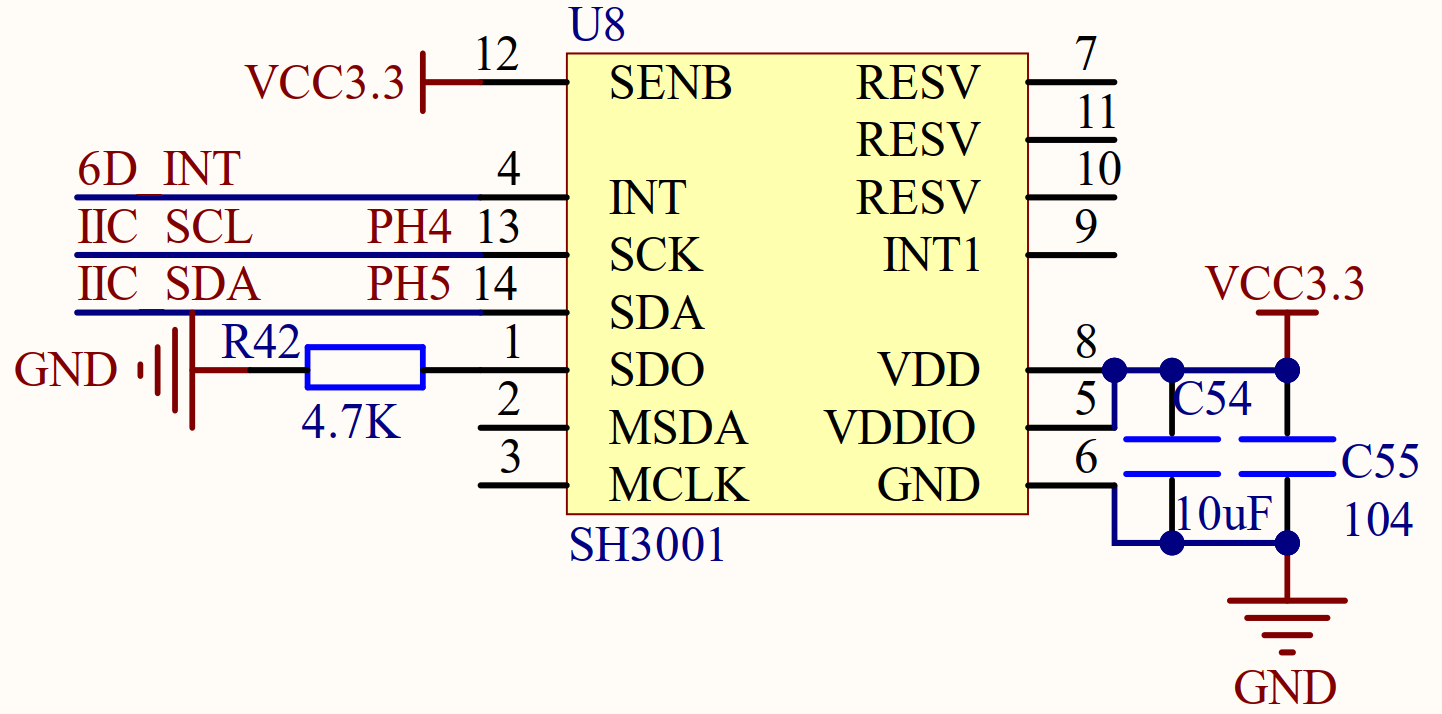 U8
VCC3.3 12 SENB RESV 7
RESV 11
6D_INT 4 INT RESV 10
IIC_SCL PH4 13 SCK INT1 9
IIC_SDA PH5 14 SDA VCC3.3
GND R42 1 SDO VDD 8
4.7K 2 MSDA VDDIO 5 C54
3 MCLK GND 6 C55
SH3001 10uF 104
GND